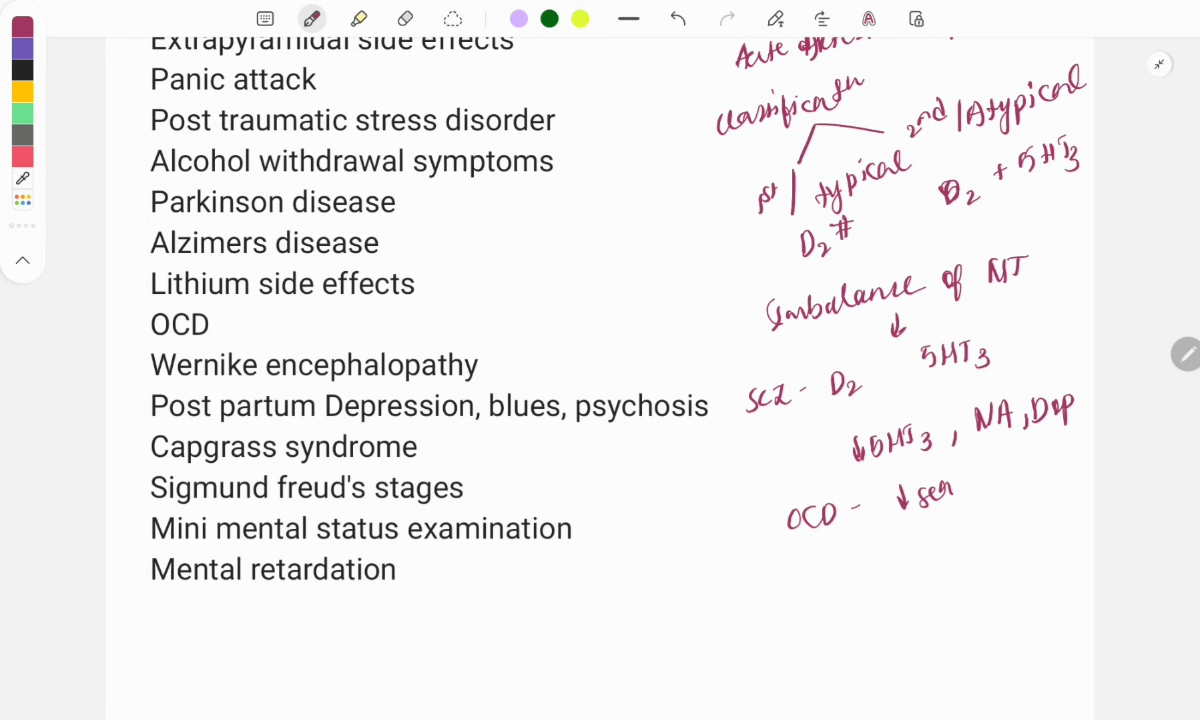 Extrapyramidal side effects
Panic attack
Post traumatic stress disorder
Alcohol withdrawal symptoms
Parkinson disease
Alzimers disease
Lithium side effects
OCD
Wernike encephalopathy
Post partum Depression, blues, psychosis
Capgrass syndrome
Sigmund freud's stages
Mini mental status examination
Mental retardation
Acute
classification
1st | typical
2nd | Atypical
D2 #
D2 + 5HT3
Imbalance of NT
↓
5HT3
SCZ - D2
↓5HT3, NA, Dop
OCD - ↓ ser